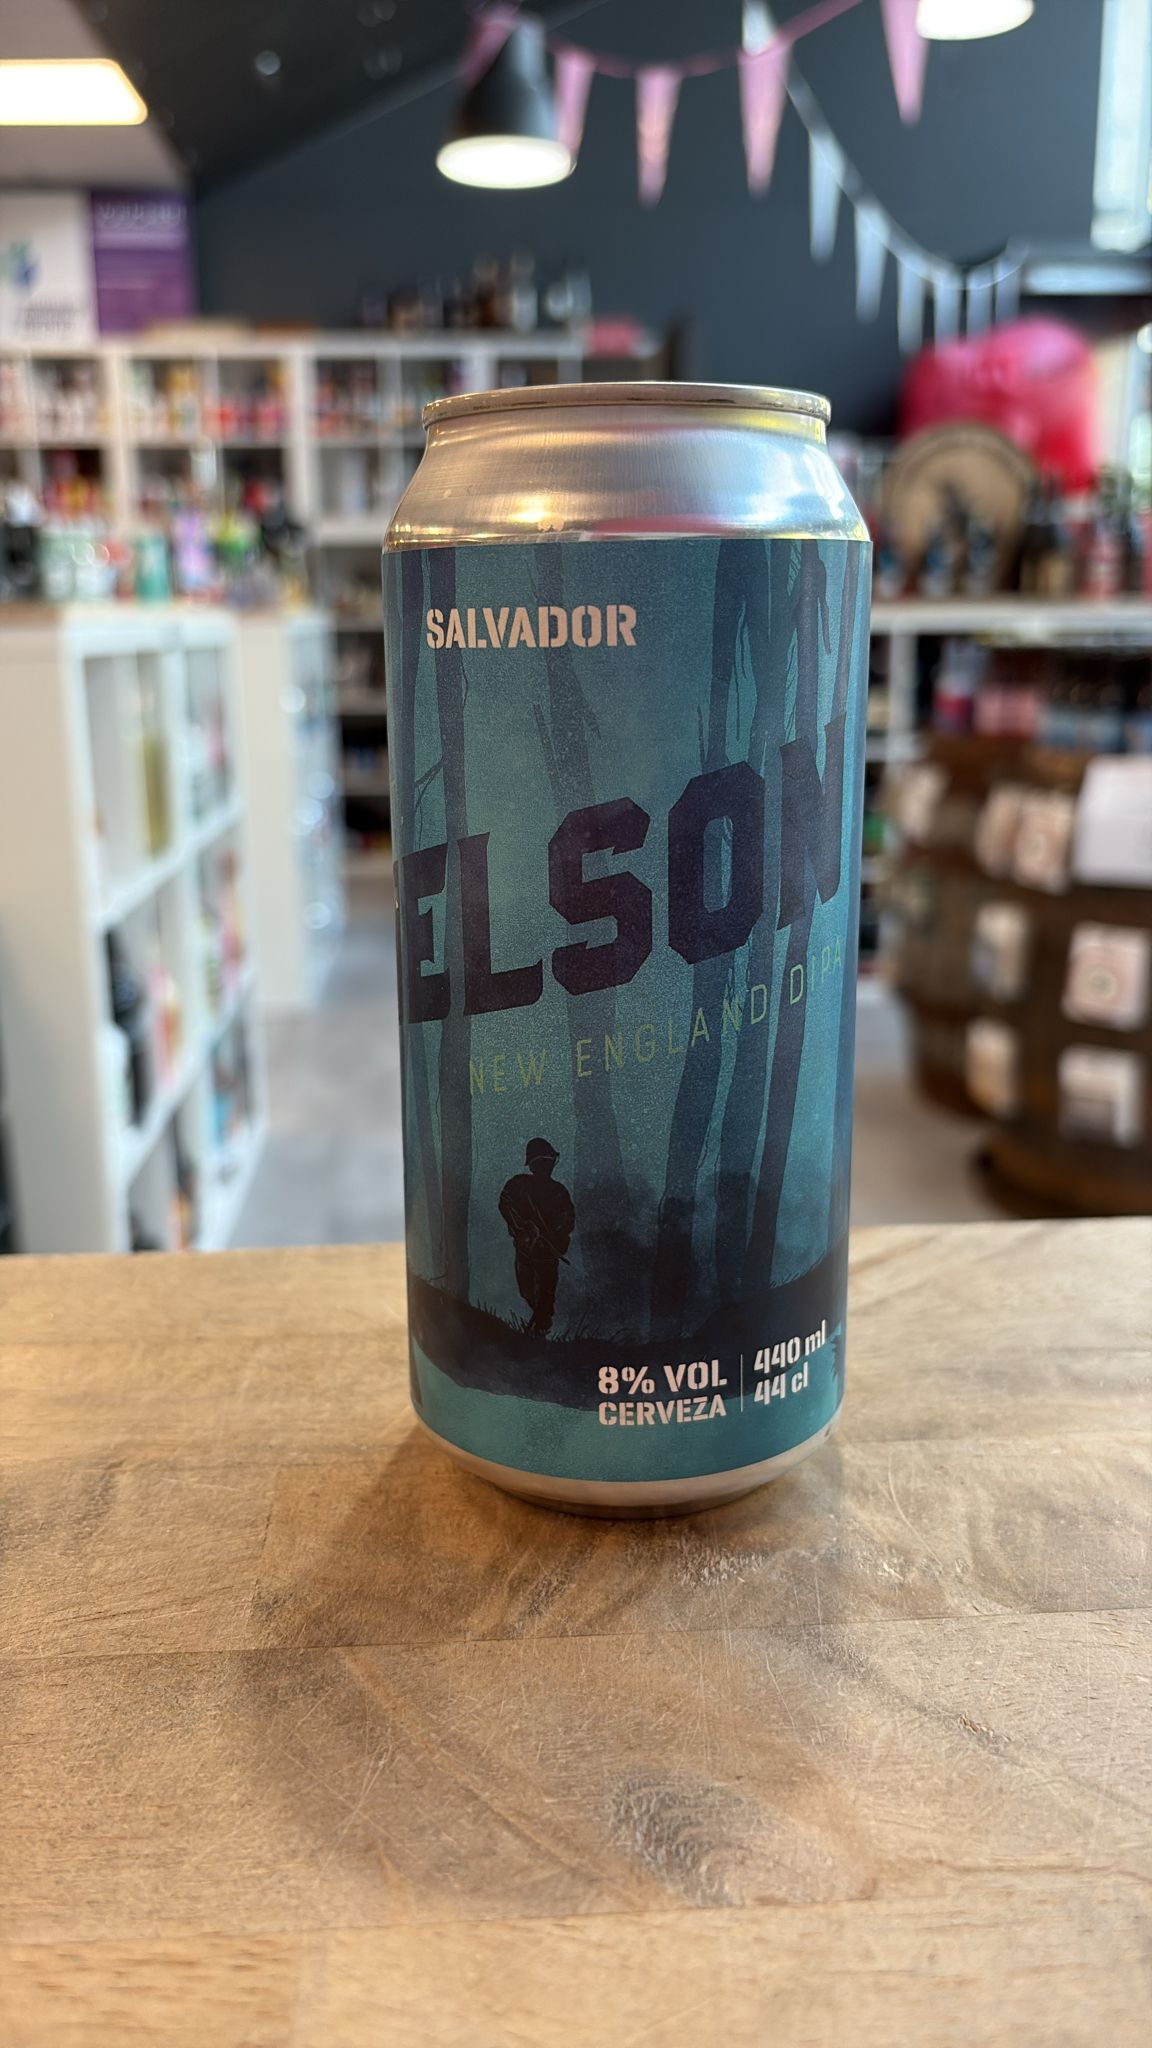 SALVADOR
ELSON
NEW ENGLAND DIPA
8% VOL
CERVEZA
440 ml
44 cl